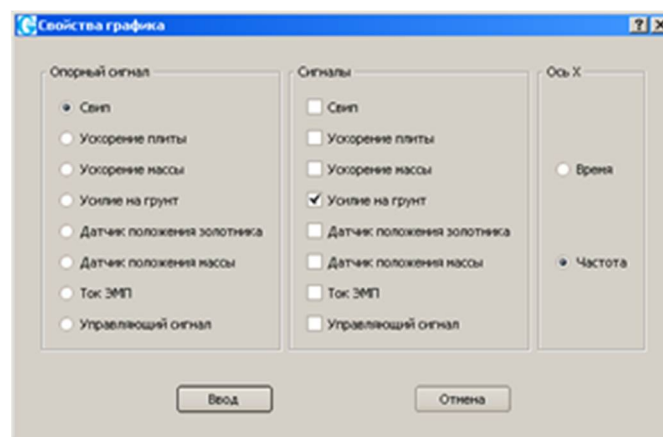 Свойства графика
Опорный сигнал
Свип
Ускорение плиты
Ускорение массы
Усилие на грунт
Датчик положения золотника
Датчик положения массы
Ток ЭМП
Управляющий сигнал
Сигналы
Свип
Ускорение плиты
Ускорение массы
Усилие на грунт
Датчик положения золотника
Датчик положения массы
Ток ЭМП
Управляющий сигнал
Ось X
Время
Частота
Ввод
Отмена